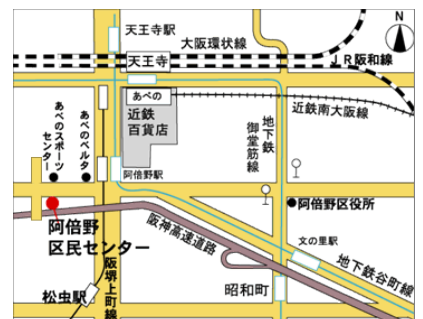 天王寺駅
大阪環状線
N
天王寺
JR阪和線
あべの
近鉄
百貨店
近鉄南大阪線
地下鉄
御堂筋線
あべのスポーツ
センター
あべのベルタ
阿倍野駅
阿倍野区役所
阿倍野
区民センター
阪神高速道路
文の里駅
地下鉄谷町線
阪堺上町線
松虫駅
昭和町